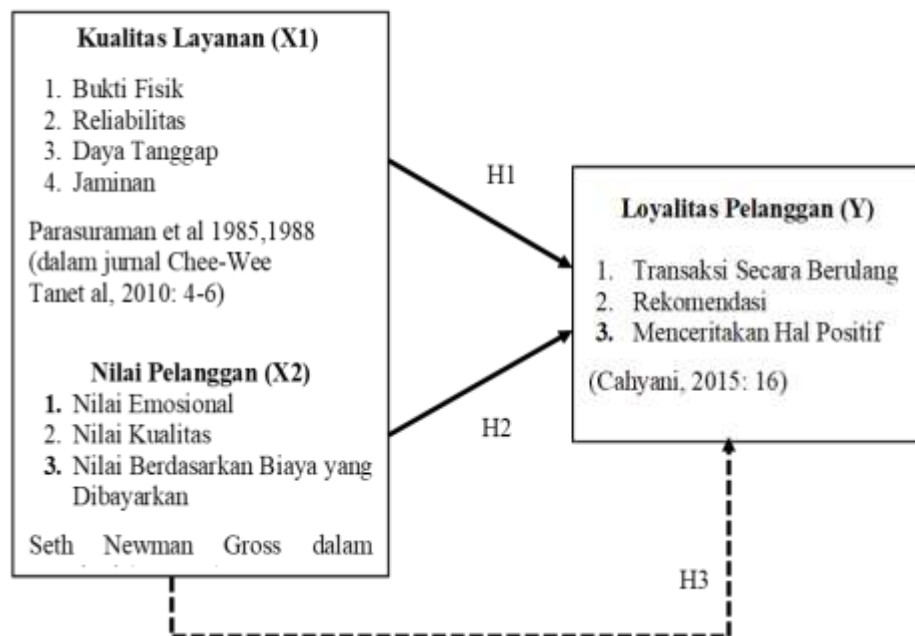 Kualitas Layanan (X1)
1. Bukti Fisik
2. Reliabilitas
3. Daya Tanggap
4. Jaminan
Parasuraman et al 1985,1988
(dalam jurnal Chee-Wee
Tanet al, 2010: 4-6)
Nilai Pelanggan (X2)
1. Nilai Emosional
2. Nilai Kualitas
3. Nilai Berdasarkan Biaya yang
Dibayarkan
Seth Newman Gross dalam
H1
H2
Loyalitas Pelanggan (Y)
1. Transaksi Secara Berulang
2. Rekomendasi
3. Menceritakan Hal Positif
(Cahyani, 2015: 16)
H3